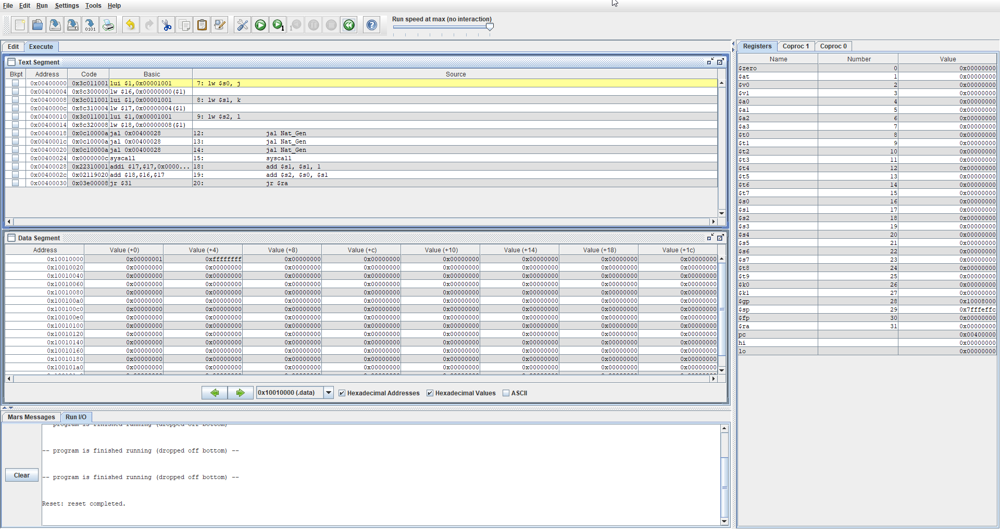 File Edit Run Settings Tools Help
Run speed at max (no interaction)
Edit Execute
Text Segment
Bkpt Address Code Basic Source
0x00400000 0x3c011001 lui $1,0x00001001 7: lw $s0, j
0x00400004 0x8c300000 lw $16,0x00000000($1)
0x00400008 0x3c011001 lui $1,0x00001001 8: lw $s1, k
0x0040000c 0x8c310004 lw $17,0x00000004($1)
0x00400010 0x3c011001 lui $1,0x00001001 9: lw $s2, l
0x00400014 0x8c320008 lw $18,0x00000008($1)
0x00400018 0x0c10000a jal 0x00400028 12: jal Nat_Gen
0x0040001c 0x0c10000a jal 0x00400028 13: jal Nat_Gen
0x00400020 0x0c10000a jal 0x00400028 14: jal Nat_Gen
0x00400024 0x0000000c syscall 15: syscall
0x00400028 0x22310001 addi $17,$17,0x0000... 18: add $s1, $s1, 1
0x0040002c 0x02119020 add $18,$16,$17 19: add $s2, $s0, $s1
0x00400030 0x03e00008 jr $31 20: jr $ra
Data Segment
Address Value (+0) Value (+4) Value (+8) Value (+c) Value (+10) Value (+14) Value (+18) Value (+1c)
0x10010000 0x00000001 0xffffffff 0x00000000 0x00000000 0x00000000 0x00000000 0x00000000 0x00000000
0x10010020 0x00000000 0x00000000 0x00000000 0x00000000 0x00000000 0x00000000 0x00000000 0x00000000
0x10010040 0x00000000 0x00000000 0x00000000 0x00000000 0x00000000 0x00000000 0x00000000 0x00000000
0x10010060 0x00000000 0x00000000 0x00000000 0x00000000 0x00000000 0x00000000 0x00000000 0x00000000
0x10010080 0x00000000 0x00000000 0x00000000 0x00000000 0x00000000 0x00000000 0x00000000 0x00000000
0x100100a0 0x00000000 0x00000000 0x00000000 0x00000000 0x00000000 0x00000000 0x00000000 0x00000000
0x100100c0 0x00000000 0x00000000 0x00000000 0x00000000 0x00000000 0x00000000 0x00000000 0x00000000
0x100100e0 0x00000000 0x00000000 0x00000000 0x00000000 0x00000000 0x00000000 0x00000000 0x00000000
0x10010100 0x00000000 0x00000000 0x00000000 0x00000000 0x00000000 0x00000000 0x00000000 0x00000000
0x10010120 0x00000000 0x00000000 0x00000000 0x00000000 0x00000000 0x00000000 0x00000000 0x00000000
0x10010140 0x00000000 0x00000000 0x00000000 0x00000000 0x00000000 0x00000000 0x00000000 0x00000000
0x10010160 0x00000000 0x00000000 0x00000000 0x00000000 0x00000000 0x00000000 0x00000000 0x00000000
0x10010180 0x00000000 0x00000000 0x00000000 0x00000000 0x00000000 0x00000000 0x00000000 0x00000000
0x100101a0 0x00000000 0x00000000 0x00000000 0x00000000 0x00000000 0x00000000 0x00000000 0x00000000
0x10010000 (.data) Hexadecimal Addresses Hexadecimal Values ASCII
Mars Messages Run I/O
Clear
-- program is finished running (dropped off bottom) --
-- program is finished running (dropped off bottom) --
-- program is finished running (dropped off bottom) --
Reset: reset completed.
Registers Coproc 1 Coproc 0
Name Number Value
$zero 0 0x00000000
$at 1 0x00000000
$v0 2 0x00000000
$v1 3 0x00000000
$a0 4 0x00000000
$a1 5 0x00000000
$a2 6 0x00000000
$a3 7 0x00000000
$t0 8 0x00000000
$t1 9 0x00000000
$t2 10 0x00000000
$t3 11 0x00000000
$t4 12 0x00000000
$t5 13 0x00000000
$t6 14 0x00000000
$t7 15 0x00000000
$s0 16 0x00000000
$s1 17 0x00000000
$s2 18 0x00000000
$s3 19 0x00000000
$s4 20 0x00000000
$s5 21 0x00000000
$s6 22 0x00000000
$s7 23 0x00000000
$t8 24 0x00000000
$t9 25 0x00000000
$k0 26 0x00000000
$k1 27 0x00000000
$gp 28 0x10008000
$sp 29 0x7fffeffc
$fp 30 0x00000000
$ra 31 0x00000000
pc 0x00400000
hi 0x00000000
lo 0x00000000